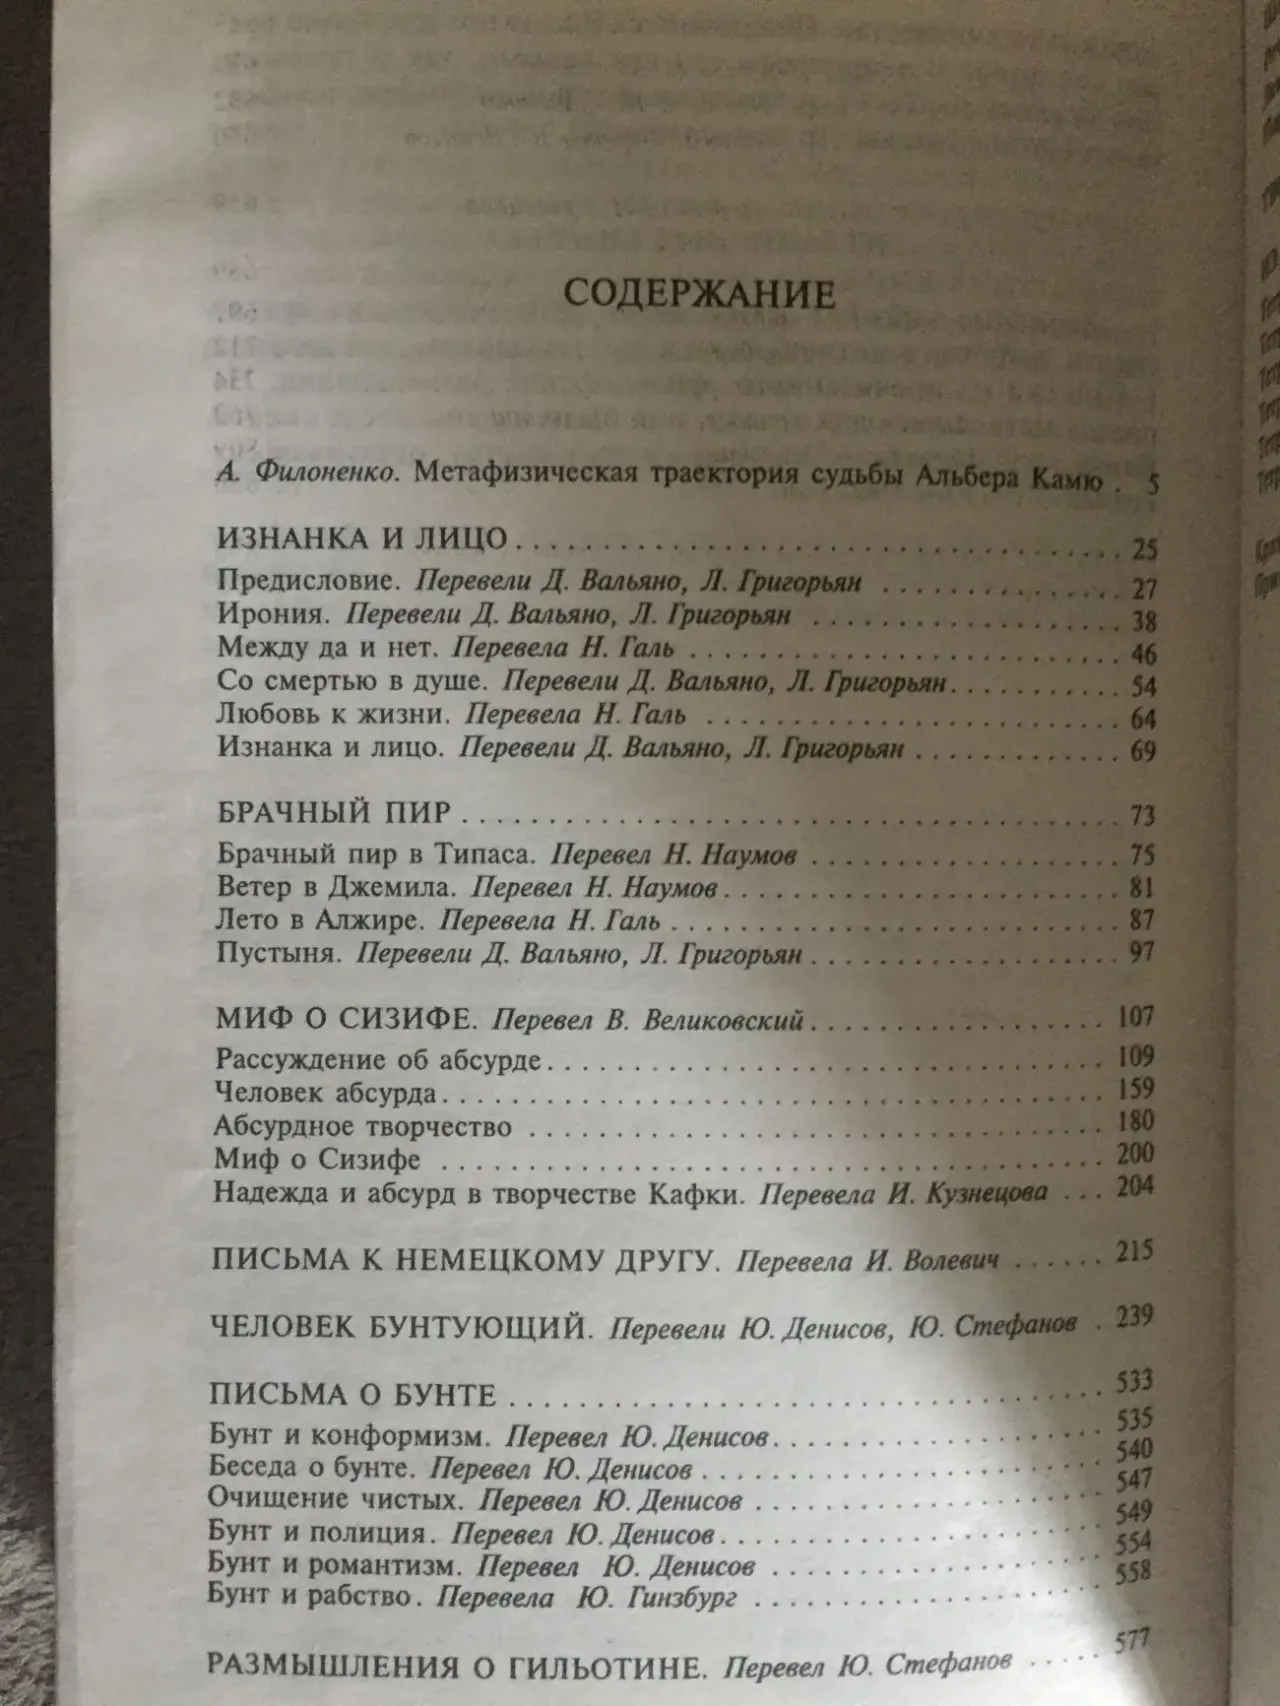 СОДЕРЖАНИЕ
А. Филоненко. Метафизическая траектория судьбы Альбера Камю . 5
ИЗНАНКА И ЛИЦО . . . . . . . . . . 25
Предисловие. Перевели Д. Вальяно, Л. Григорьян . . . . . . . . . . 27
Ирония. Перевели Д. Вальяно, Л. Григорьян . . . . . . . . . . 38
Между да и нет. Перевела Н. Галь . . . . . . . . . . 46
Со смертью в душе. Перевели Д. Вальяно, Л. Григорьян . . . . . . . . . . 54
Любовь к жизни. Перевела Н. Галь . . . . . . . . . . 64
Изнанка и лицо. Перевели Д. Вальяно, Л. Григорьян . . . . . . . . . . 69
БРАЧНЫЙ ПИР . . . . . . . . . . 73
Брачный пир в Типаса. Перевел Н. Наумов . . . . . . . . . . 75
Ветер в Джемила. Перевел Н. Наумов . . . . . . . . . . 81
Лето в Алжире. Перевела Н. Галь . . . . . . . . . . 87
Пустыня. Перевели Д. Вальяно, Л. Григорьян . . . . . . . . . . 97
МИФ О СИЗИФЕ. Перевел В. Великовский . . . . . . . . . . 107
Рассуждение об абсурде . . . . . . . . . . 109
Человек абсурда . . . . . . . . . . 159
Абсурдное творчество . . . . . . . . . . 180
Миф о Сизифе . . . . . . . . . . 200
Надежда и абсурд в творчестве Кафки. Перевела И. Кузнецова . . . 204
ПИСЬМА К НЕМЕЦКОМУ ДРУГУ. Перевела И. Волевич . . . . . . 215
ЧЕЛОВЕК БУНТУЮЩИЙ. Перевели Ю. Денисов, Ю. Стефанов . 239
ПИСЬМА О БУНТЕ . . . . . . . . . . 533
Бунт и конформизм. Перевел Ю. Денисов . . . . . . . . . . 535
Беседа о бунте. Перевел Ю. Денисов . . . . . . . . . . 540
Очищение чистых. Перевел Ю. Денисов . . . . . . . . . . 547
Бунт и полиция. Перевел Ю. Денисов . . . . . . . . . . 549
Бунт и романтизм. Перевел Ю. Денисов . . . . . . . . . . 554
Бунт и рабство. Перевела Ю. Гинзбург . . . . . . . . . . 558
РАЗМЫШЛЕНИЯ О ГИЛЬОТИНЕ. Перевел Ю. Стефанов . . . . . 577